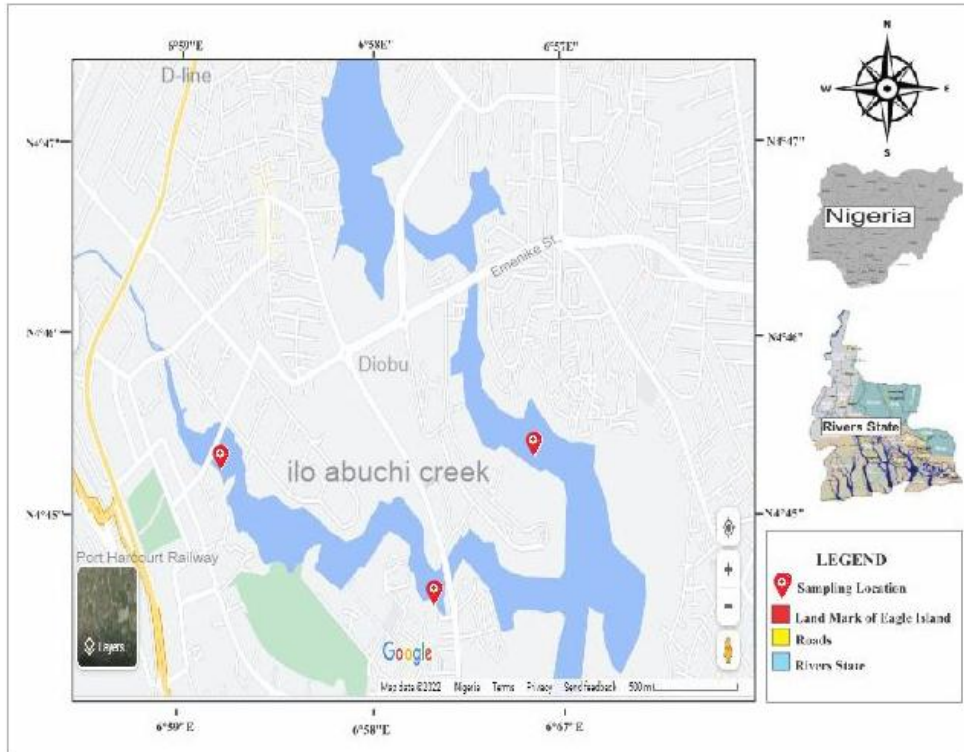 6°59"E
6°58"E
6°57"E
D-line
N4°47"
N4°47"
Emenike St.
N4°46'
N4°46"
Diobu
ilo abuchi creek
N4°45"
N4°45"
Port Harcourt Railway
Layers
Google
Map data ©2022 Nigeria Terms Privacy Send feedback 500 m
6°59"E
6°58"E
6°67"E
N
W
E
S
Nigeria
Rivers State
LEGEND
Sampling Location
Land Mark of Eagle Island
Roads
Rivers State